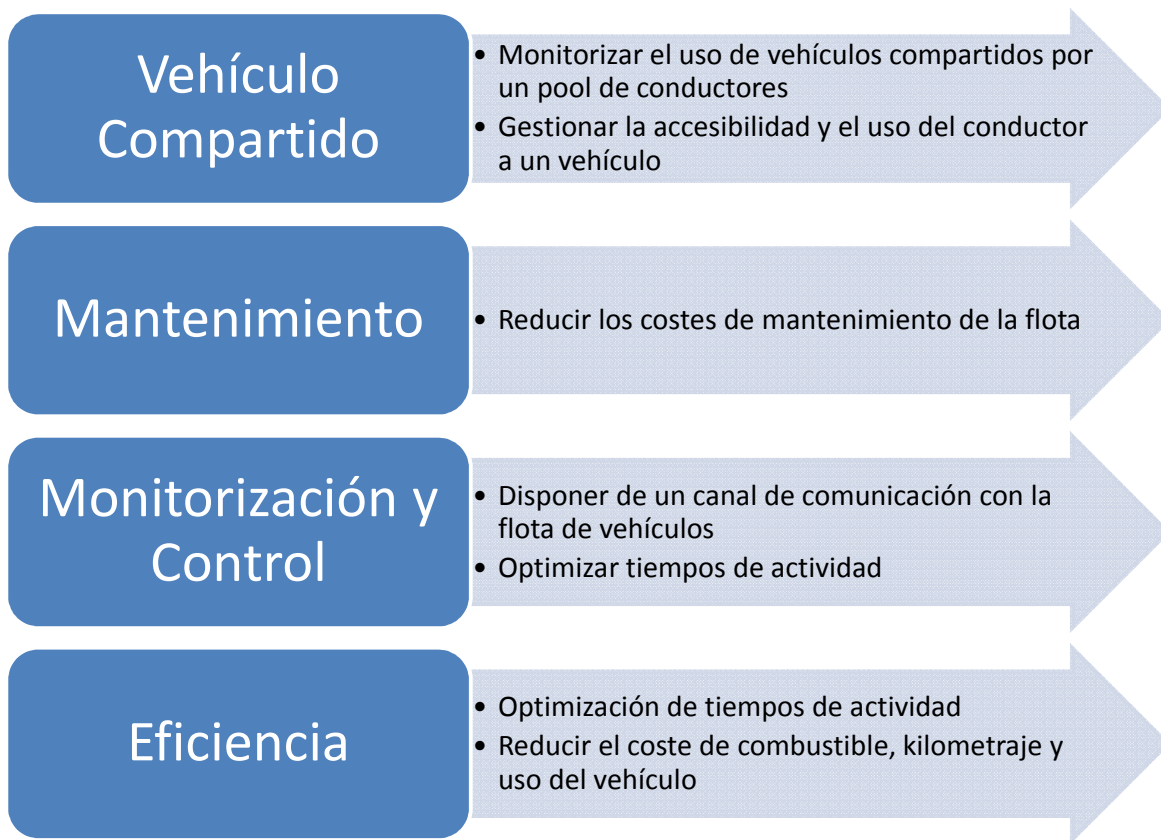 Vehículo
Compartido
• Monitorizar el uso de vehículos compartidos por
un pool de conductores
• Gestionar la accesibilidad y el uso del conductor
a un vehículo
Mantenimiento
• Reducir los costes de mantenimiento de la flota
Monitorización y
Control
• Disponer de un canal de comunicación con la
flota de vehículos
• Optimizar tiempos de actividad
Eficiencia
• Optimización de tiempos de actividad
• Reducir el coste de combustible, kilometraje y
uso del vehículo